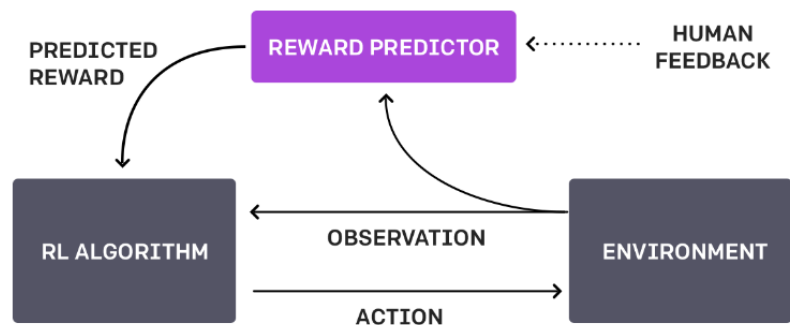 PREDICTED
REWARD
REWARD PREDICTOR
HUMAN
FEEDBACK
RL ALGORITHM
OBSERVATION
ENVIRONMENT
ACTION